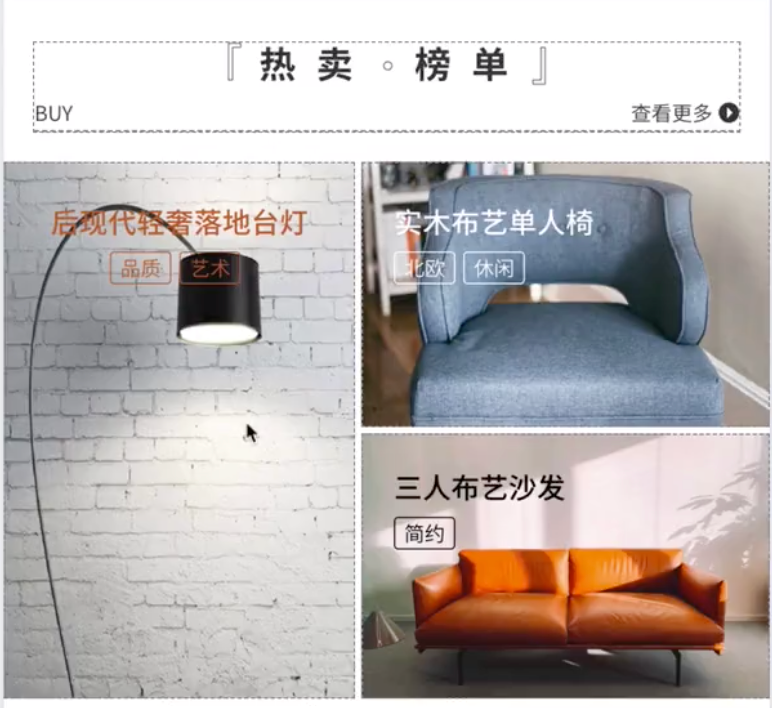 『热卖。榜单』
BUY
查看更多
后现代轻奢落地台灯
品质 艺术
实木布艺单人椅
北欧 休闲
三人布艺沙发
简约